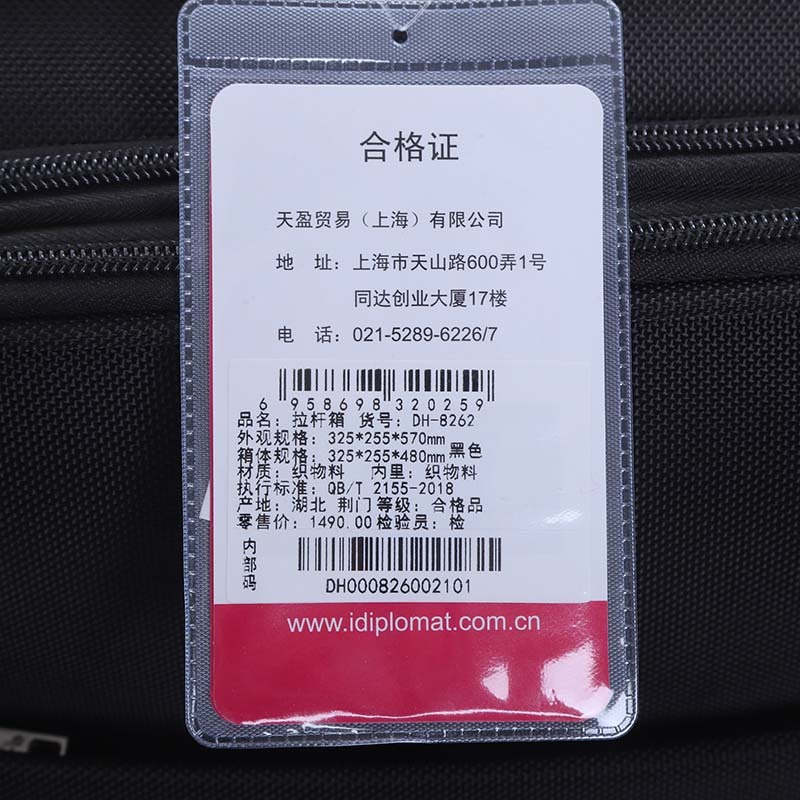 合格证
天盈贸易（上海）有限公司
地 址：上海市天山路600弄1号
同达创业大厦17楼
电 话：021-5289-6226/7
6 958698 320259
品名：拉杆箱 货号：DH-8262
外观规格：325*255*570mm
箱体规格：325*255*480mm 黑色
材质：织物料 内里：织物料
执行标准：QB/T 2155-2018
产地：湖北 荆门 等级：合格品
零售价：1490.00 检验员：检
内部码
DH000826002101
www.idiplomat.com.cn